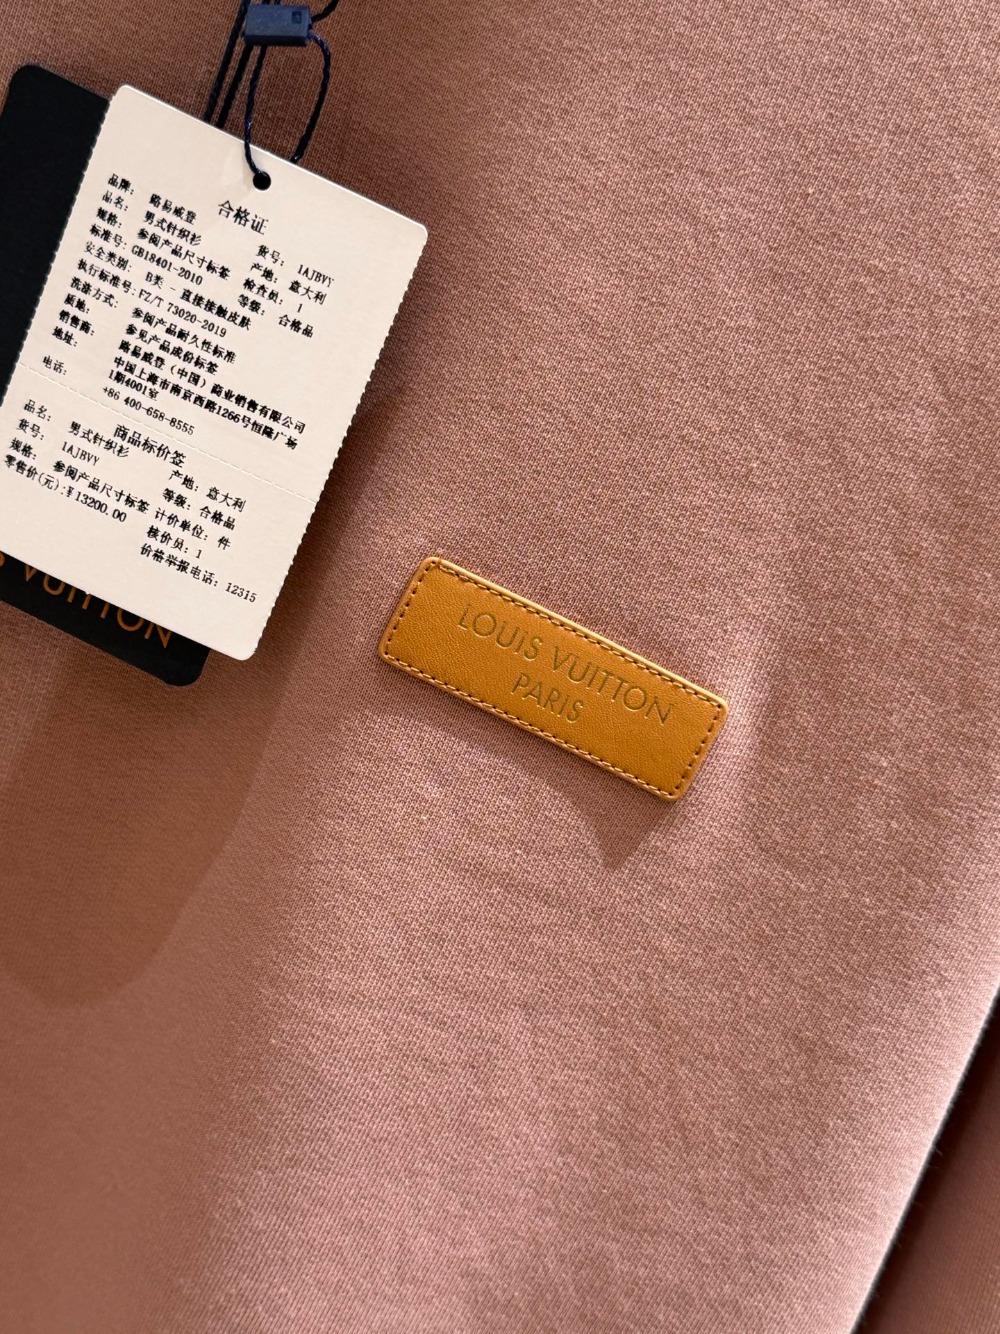 合格证
品牌: 路易威登
品名: 男式针织衫 货号: 1AJBVY
规格: 参阅产品尺寸标签 产地: 意大利
标准号: GB18401-2010 检查员: 1
安全类别: B类 - 直接接触皮肤 等级: 合格品
执行标准号: FZ/T 73020-2019
洗涤方式: 参阅产品耐久性标准
质地: 参见产品成份标签
销售商: 路易威登（中国）商业销售有限公司
地址: 中国上海市南京西路1266号恒隆广场
1期4001室
电话: +86 400-658-8555
商品标价签
品名: 男式针织衫 产地: 意大利
货号: 1AJBVY 等级: 合格品
规格: 参阅产品尺寸标签 计价单位: 件
零售价(元):¥13200.00 核价员: 1
价格举报电话: 12315
S VUITTON
LOUIS VUITTON
PARIS